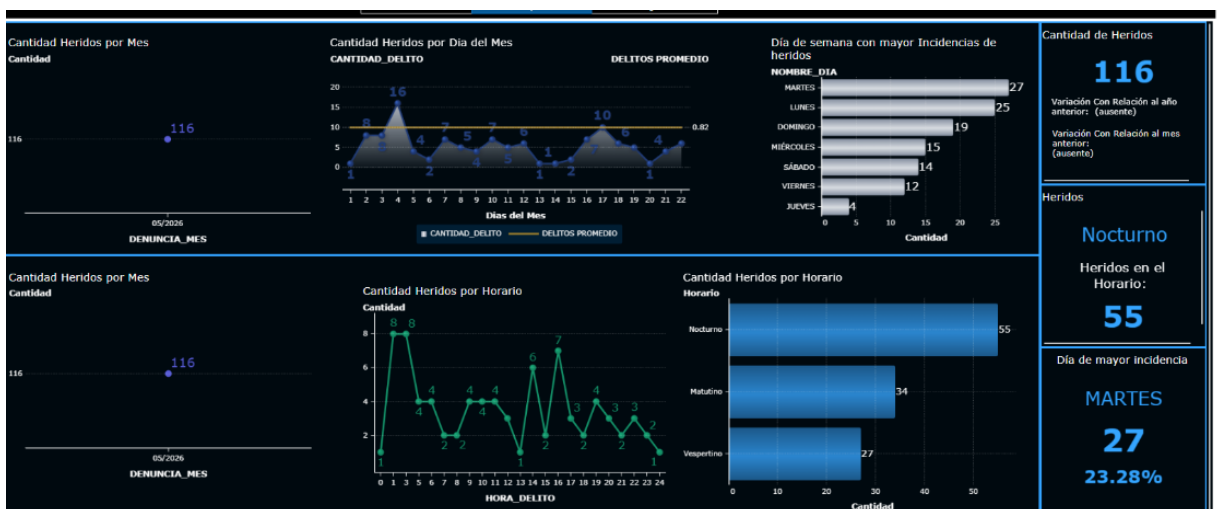 Cantidad Heridos por Mes
Cantidad
116
116
05/2026
DENUNCIA_MES
Cantidad Heridos por Dia del Mes
CANTIDAD_DELITO DELITOS PROMEDIO
20
15
10
5
0
1 8 16 4 2 7 5 4 7 5 6 1 1 2 7 10 6 1 4
0.82
1 2 3 4 5 6 7 8 9 10 11 12 13 14 15 16 17 18 19 20 21 22
Dias del Mes
CANTIDAD_DELITO DELITOS PROMEDIO
Día de semana con mayor Incidencias de
heridos
NOMBRE_DIA
MARTES 27
LUNES 25
DOMINGO 19
MIÉRCOLES 15
SÁBADO 14
VIERNES 12
JUEVES 4
0 5 10 15 20 25
Cantidad
Cantidad de Heridos
116
Variación Con Relación al año
anterior: (ausente)
Variación Con Relación al mes
anterior:
(ausente)
Heridos
Nocturno
Heridos en el
Horario:
55
Cantidad Heridos por Mes
Cantidad
116
116
05/2026
DENUNCIA_MES
Cantidad Heridos por Horario
Cantidad
8
6
4
2
1 8 8 4 4 2 2 4 4 4 1 6 2 7 3 2 4 3 2 3 2 1
0 1 3 5 6 7 8 9 10 11 12 13 14 15 16 17 18 19 20 21 22 23 24
HORA_DELITO
Cantidad Heridos por Horario
Horario
Nocturno 55
Matutino 34
Vespertino 27
0 10 20 30 40 50
Cantidad
Día de mayor incidencia
MARTES
27
23.28%